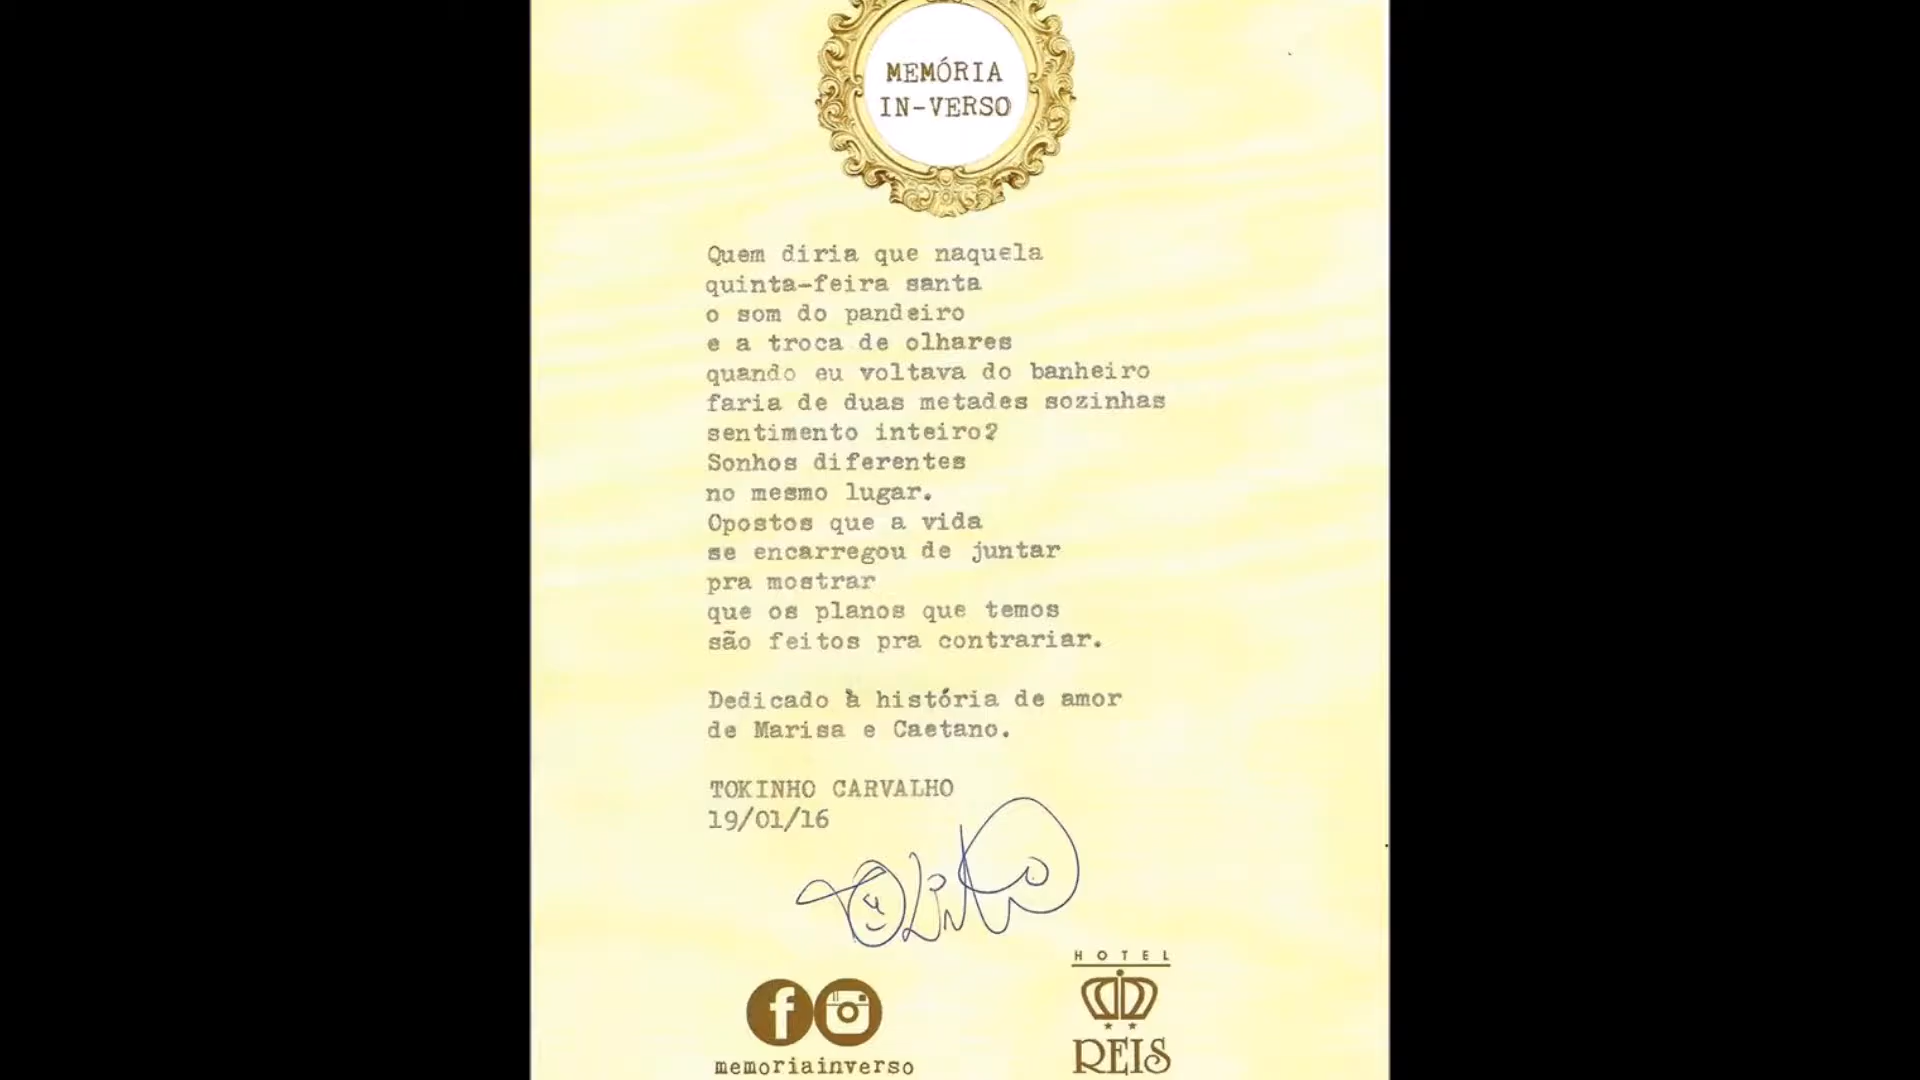 MEMÓRIA
IN-VERSO
Quem diria que naquela
quinta-feira santa
o som do pandeiro
e a troca de olhares
quando eu voltava do banheiro
faria de duas metades sozinhas
sentimento inteiro?
Sonhos diferentes
no mesmo lugar.
Opostos que a vida
se encarregou de juntar
pra mostrar
que os planos que temos
são feitos pra contrariar.
Dedicado à história de amor
de Marisa e Caetano.
TOKINHO CARVALHO
19/01/16
HOTEL
REIS
memoriainverso